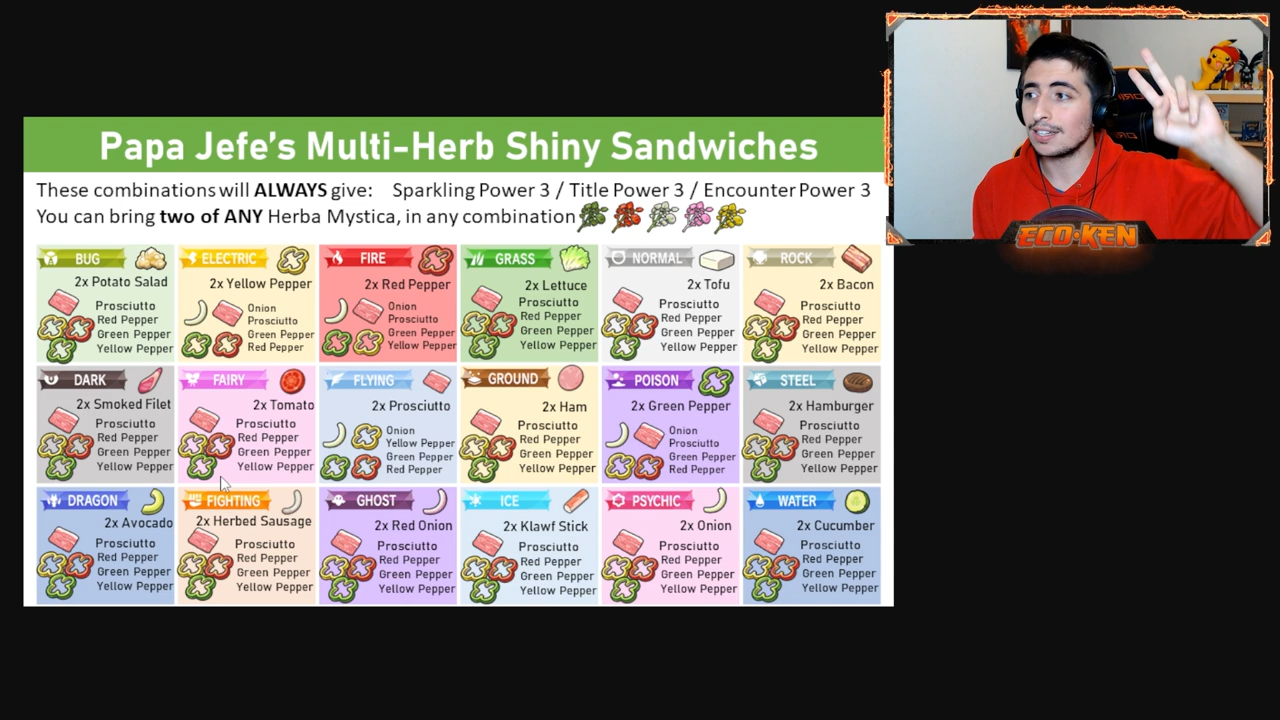 Papa Jefe's Multi-Herb Shiny Sandwiches
These combinations will ALWAYS give: Sparkling Power 3 / Title Power 3 / Encounter Power 3
You can bring two of ANY Herba Mystica, in any combination
BUG
2x Potato Salad
Prosciutto
Red Pepper
Green Pepper
Yellow Pepper
ELECTRIC
2x Yellow Pepper
Onion
Prosciutto
Green Pepper
Red Pepper
FIRE
2x Red Pepper
Onion
Prosciutto
Green Pepper
Yellow Pepper
GRASS
2x Lettuce
Prosciutto
Red Pepper
Green Pepper
Yellow Pepper
NORMAL
2x Tofu
Prosciutto
Red Pepper
Green Pepper
Yellow Pepper
ROCK
2x Bacon
Prosciutto
Red Pepper
Green Pepper
Yellow Pepper
DARK
2x Smoked Filet
Prosciutto
Red Pepper
Green Pepper
Yellow Pepper
FAIRY
2x Tomato
Prosciutto
Red Pepper
Green Pepper
Yellow Pepper
FLYING
2x Prosciutto
Onion
Yellow Pepper
Green Pepper
Red Pepper
GROUND
2x Ham
Prosciutto
Red Pepper
Green Pepper
Yellow Pepper
POISON
2x Green Pepper
Onion
Prosciutto
Green Pepper
Red Pepper
STEEL
2x Hamburger
Prosciutto
Red Pepper
Green Pepper
Yellow Pepper
DRAGON
2x Avocado
Prosciutto
Red Pepper
Green Pepper
Yellow Pepper
FIGHTING
2x Herbed Sausage
Prosciutto
Red Pepper
Green Pepper
Yellow Pepper
GHOST
2x Red Onion
Prosciutto
Red Pepper
Green Pepper
Yellow Pepper
ICE
2x Klawf Stick
Prosciutto
Red Pepper
Green Pepper
Yellow Pepper
PSYCHIC
2x Onion
Prosciutto
Red Pepper
Green Pepper
Yellow Pepper
WATER
2x Cucumber
Prosciutto
Red Pepper
Green Pepper
Yellow Pepper
ECO·KEN